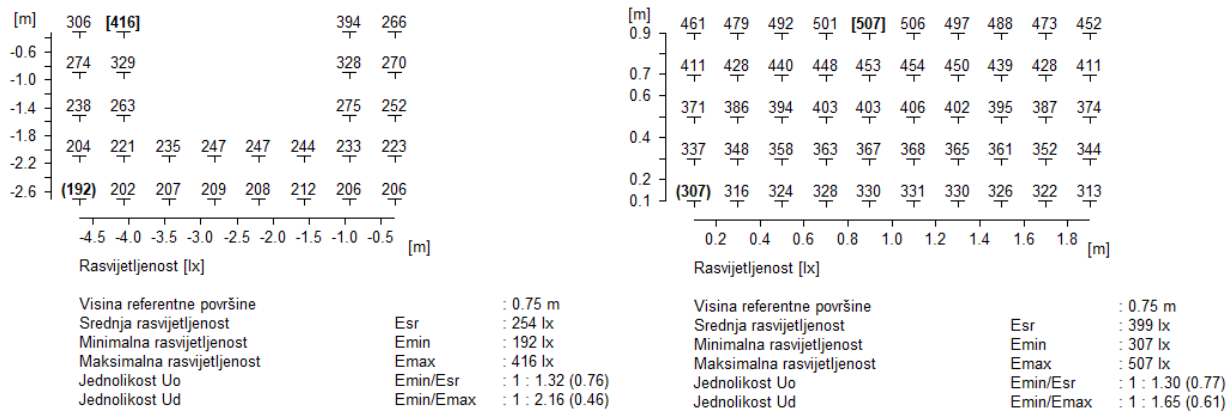 [m] 306 [416] 394 266
-0.6
274 329 328 270
-1.0
-1.4 238 263 275 252
-1.8
204 221 235 247 247 244 233 223
-2.2
-2.6 (192) 202 207 209 208 212 206 206
-4.5 -4.0 -3.5 -3.0 -2.5 -2.0 -1.0 -0.5 [m]
Rasvijetljenost [lx]
Visina referentne površine : 0.75 m
Srednja rasvijetljenost Esr : 254 lx
Minimalna rasvijetljenost Emin : 192 lx
Maksimalna rasvijetljenost Emax : 416 lx
Jednolikost Uo Emin/Esr : 1 : 1.32 (0.76)
Jednolikost Ud Emin/Emax : 1 : 2.16 (0.46)
[m]
0.9 461 479 492 501 [507] 506 497 488 473 452
0.7 411 428 440 448 453 454 450 439 428 411
0.6
371 386 394 403 403 406 402 395 387 374
0.4
337 348 358 363 367 368 365 361 352 344
0.2
0.1 (307) 316 324 328 330 331 330 326 322 313
0.2 0.4 0.6 0.8 1.0 1.2 1.4 1.6 1.8 [m]
Rasvijetljenost [lx]
Visina referentne površine : 0.75 m
Srednja rasvijetljenost Esr : 399 lx
Minimalna rasvijetljenost Emin : 307 lx
Maksimalna rasvijetljenost Emax : 507 lx
Jednolikost Uo Emin/Esr : 1 : 1.30 (0.77)
Jednolikost Ud Emin/Emax : 1 : 1.65 (0.61)